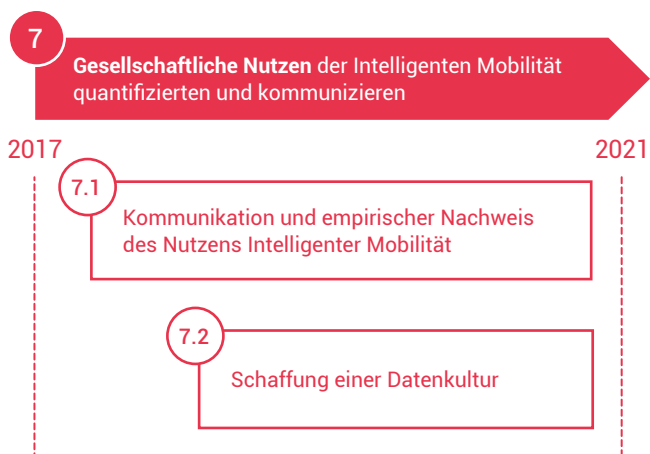 7
Gesellschaftliche Nutzen der Intelligenten Mobilität
quantifizierten und kommunizieren
2017
2021
7.1
Kommunikation und empirischer Nachweis
des Nutzens Intelligenter Mobilität
7.2
Schaffung einer Datenkultur